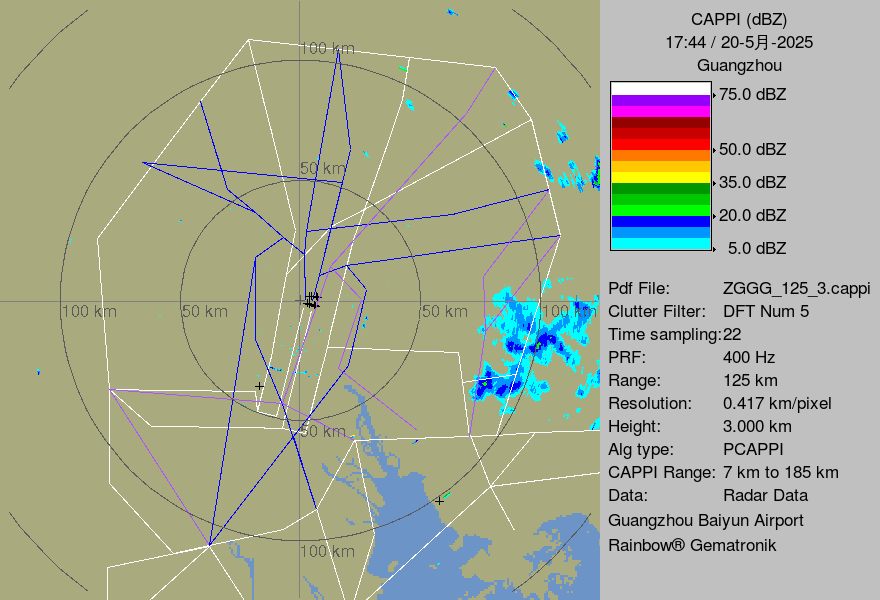 100 km
50 km
100 km
50 km
50 km
100 km
50 km
100 km
CAPPI (dBZ)
17:44 / 20-5月-2025
Guangzhou
75.0 dBZ
50.0 dBZ
35.0 dBZ
20.0 dBZ
5.0 dBZ
Pdf File: ZGGG_125_3.cappi
Clutter Filter: DFT Num 5
Time sampling:22
PRF: 400 Hz
Range: 125 km
Resolution: 0.417 km/pixel
Height: 3.000 km
Alg type: PCAPPI
CAPPI Range: 7 km to 185 km
Data: Radar Data
Guangzhou Baiyun Airport
Rainbow® Gematronik